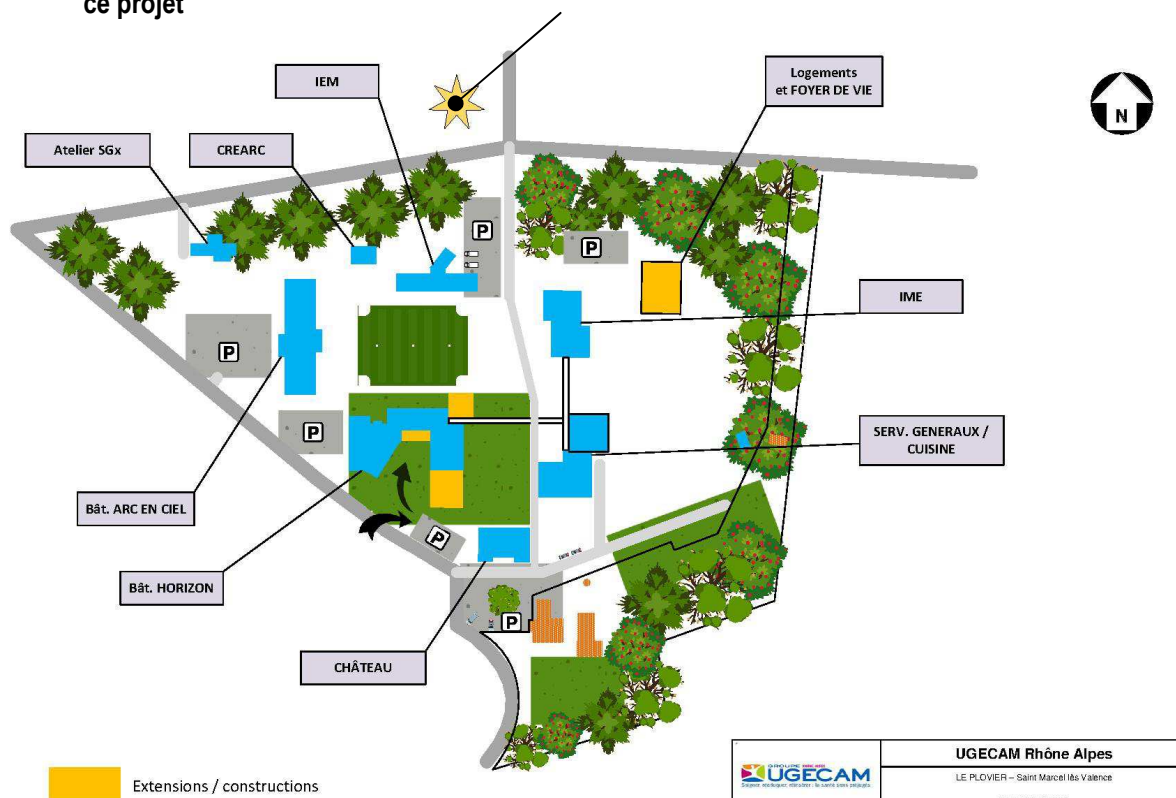 ce projet
IEM
Logements
et FOYER DE VIE
N
Atelier SGx
CREARC
P
P
IME
P
P
SERV. GENERAUX /
CUISINE
Bât. ARC EN CIEL
P
Bât. HORIZON
P
CHÂTEAU
Extensions / constructions
UGECAM
UGECAM Rhône Alpes
LE PLOVIER – Saint Marcel lès Valence